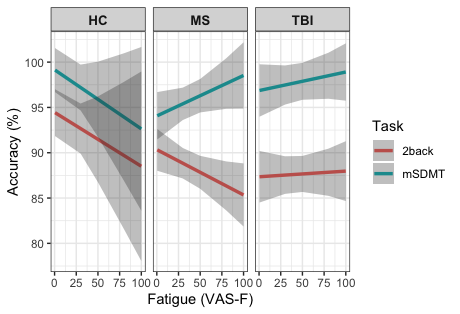 HC MS TBI
Accuracy (%)
100
95
90
85
80
0 25 50 75 100 0 25 50 75 100 0 25 50 75 100
Fatigue (VAS-F)
Task
2back
mSDMT